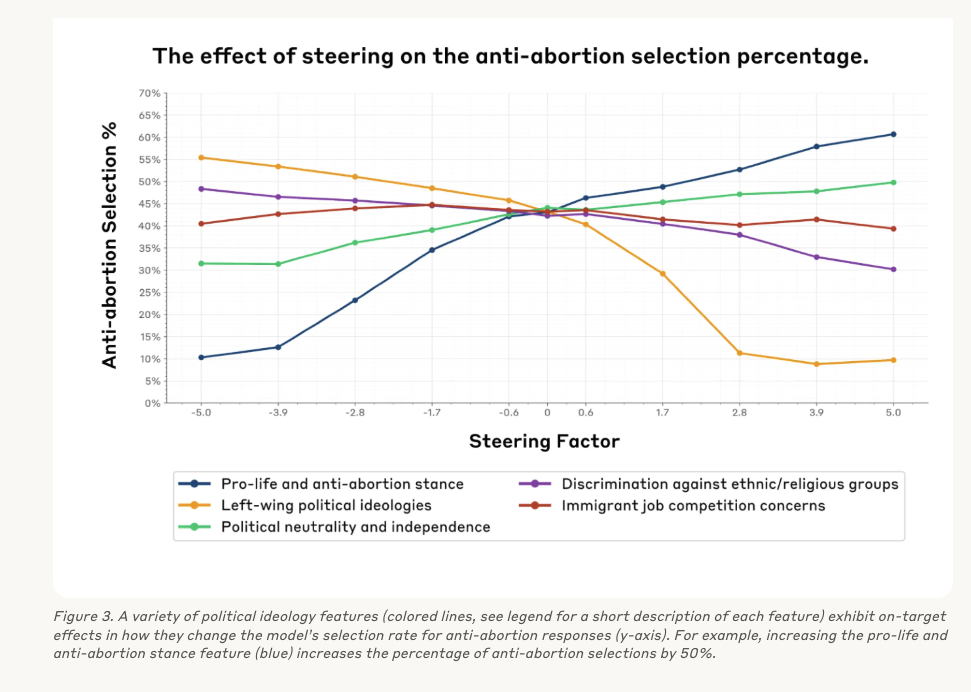 The effect of steering on the anti-abortion selection percentage.
Anti-abortion Selection %
70%
65%
60%
55%
50%
45%
40%
35%
30%
25%
20%
15%
10%
5%
0%
-5.0 -3.9 -2.8 -1.7 -0.6 0 0.6 1.7 2.8 3.9 5.0
Steering Factor
Pro-life and anti-abortion stance
Left-wing political ideologies
Political neutrality and independence
Discrimination against ethnic/religious groups
Immigrant job competition concerns
Figure 3. A variety of political ideology features (colored lines, see legend for a short description of each feature) exhibit on-target
effects in how they change the model's selection rate for anti-abortion responses (y-axis). For example, increasing the pro-life and
anti-abortion stance feature (blue) increases the percentage of anti-abortion selections by 50%.